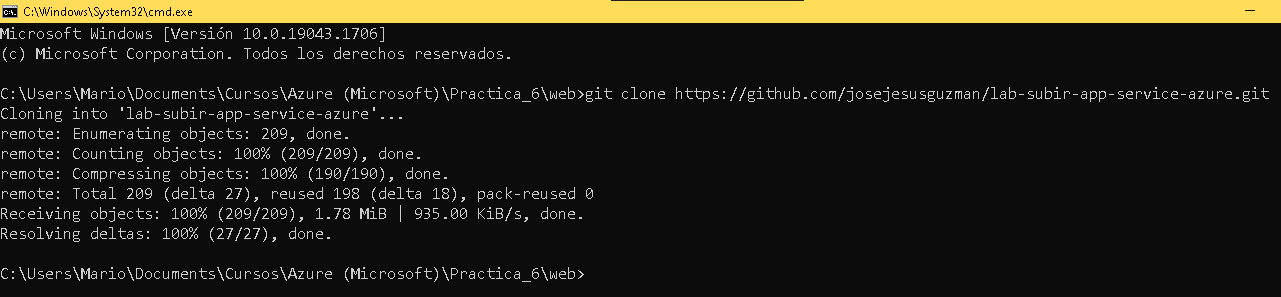 C:\Windows\System32\cmd.exe
Microsoft Windows [Versión 10.0.19043.1706]
(c) Microsoft Corporation. Todos los derechos reservados.
C:\Users\Mario\Documents\Cursos\Azure (Microsoft)\Practica_6\web>git clone https://github.com/josejesusguzman/lab-subir-app-service-azure.git
Cloning into 'lab-subir-app-service-azure'...
remote: Enumerating objects: 209, done.
remote: Counting objects: 100% (209/209), done.
remote: Compressing objects: 100% (190/190), done.
remote: Total 209 (delta 27), reused 198 (delta 18), pack-reused 0
Receiving objects: 100% (209/209), 1.78 MiB | 935.00 KiB/s, done.
Resolving deltas: 100% (27/27), done.
C:\Users\Mario\Documents\Cursos\Azure (Microsoft)\Practica_6\web>